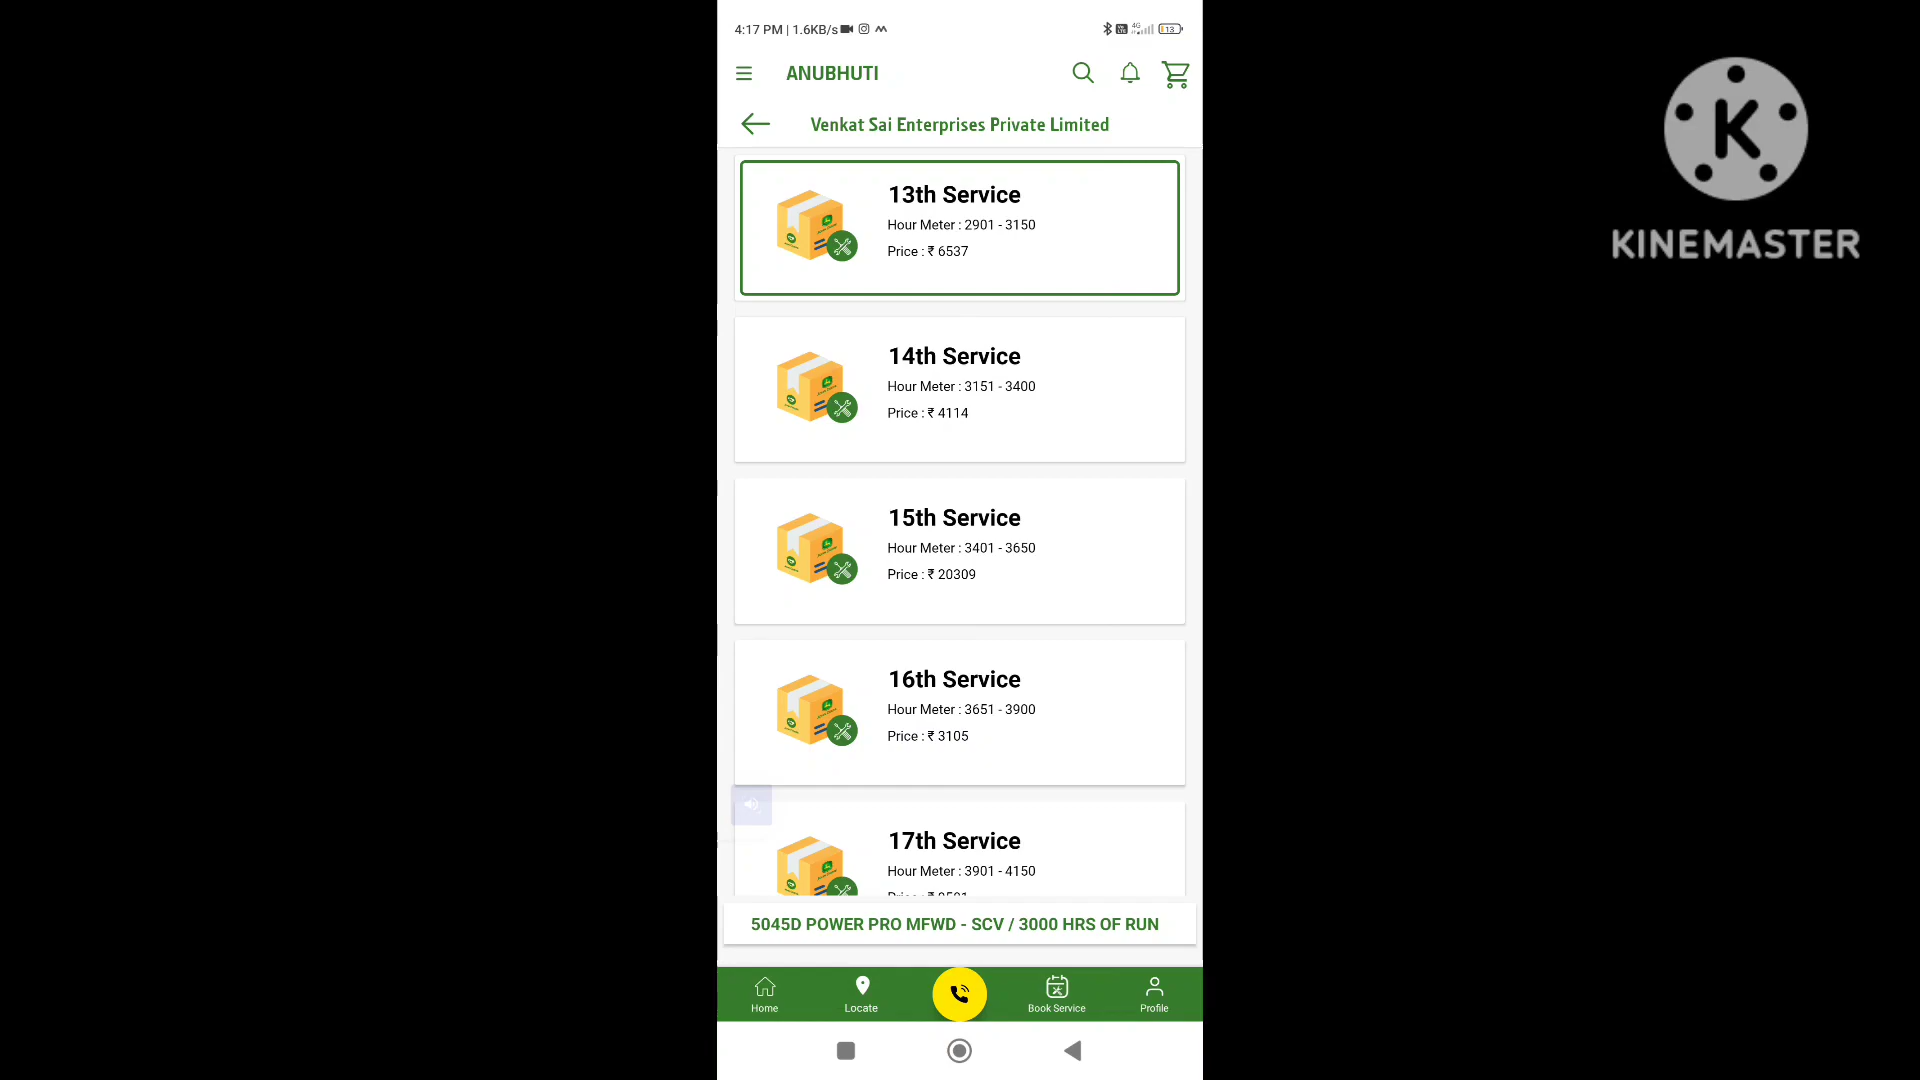 4:17 PM | 1.6KB/s
4G
13
ANUBHUTI
Venkat Sai Enterprises Private Limited
13th Service
Hour Meter : 2901 - 3150
Price : ₹ 6537
14th Service
Hour Meter : 3151 - 3400
Price : ₹ 4114
15th Service
Hour Meter : 3401 - 3650
Price : ₹ 20309
16th Service
Hour Meter : 3651 - 3900
Price : ₹ 3105
17th Service
Hour Meter : 3901 - 4150
5045D POWER PRO MFWD - SCV / 3000 HRS OF RUN
Home
Locate
Book Service
Profile
K
KINEMASTER